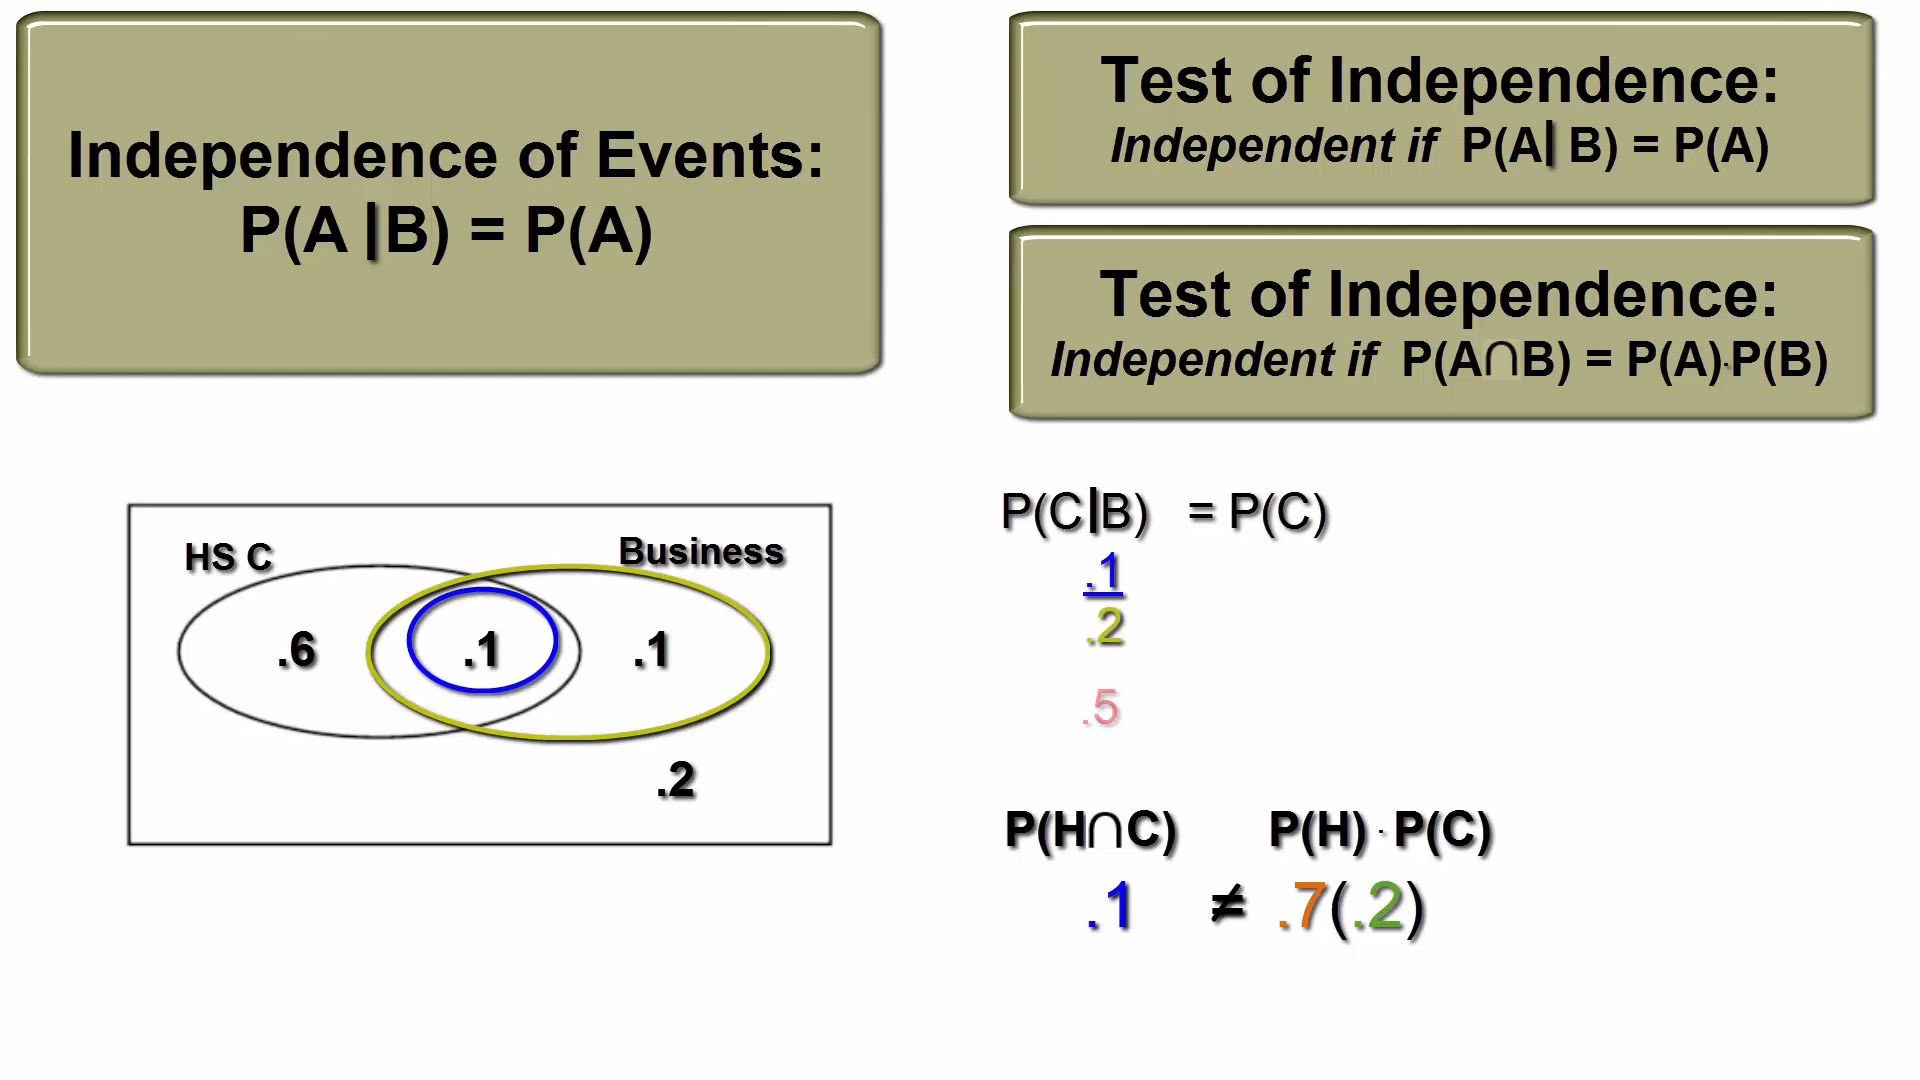 Independence of Events:
P(A |B) = P(A)
Test of Independence:
Independent if P(A| B) = P(A)
Test of Independence:
Independent if P(A∩B) = P(A)·P(B)
HS C
Business
.6
.1
.1
.2
P(C|B) = P(C)
.1
.2
.5
P(H∩C) P(H) · P(C)
.1 ≠ .7(.2)